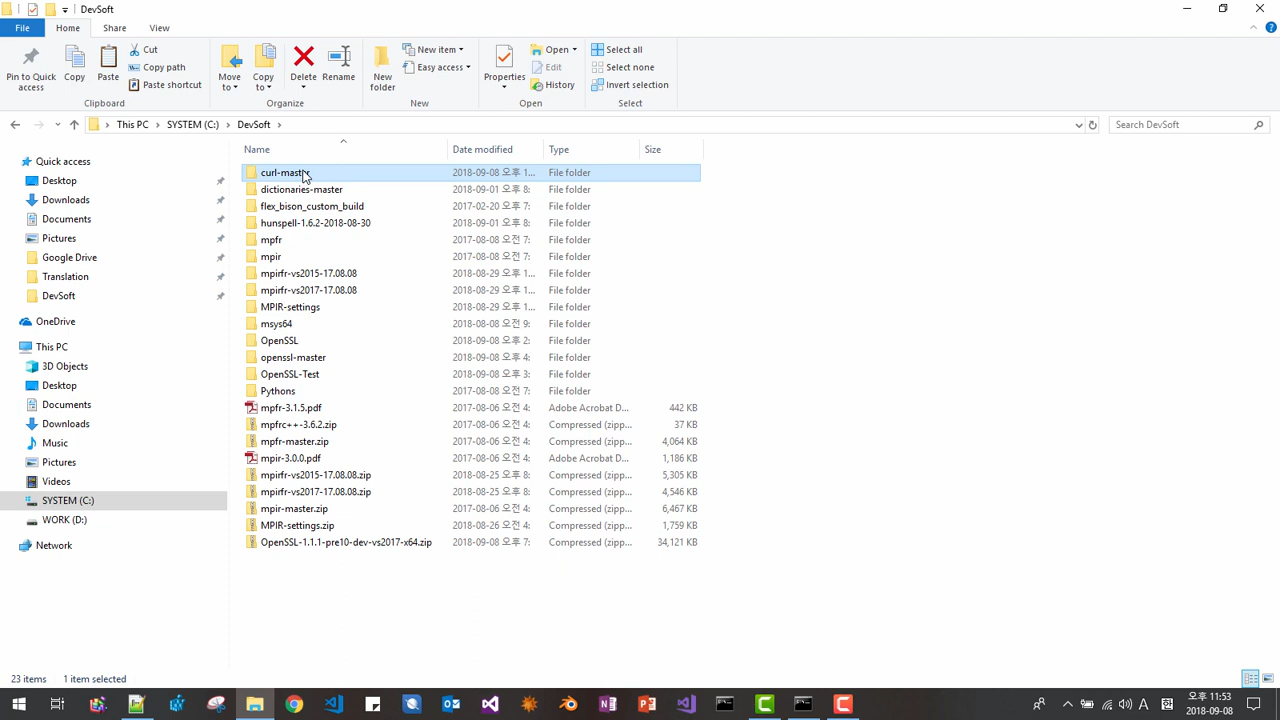 DevSoft
File Home Share View
Pin to Quick access
Copy
Paste
Cut
Copy path
Paste shortcut
Clipboard
Move to
Copy to
Delete
Rename
Organize
New folder
New item
Easy access
New
Properties
Open
Edit
History
Open
Select all
Select none
Invert selection
Select
This PC SYSTEM (C:) DevSoft
Search DevSoft
Quick access
Desktop
Downloads
Documents
Pictures
Google Drive
Translation
DevSoft
OneDrive
This PC
3D Objects
Desktop
Documents
Downloads
Music
Pictures
Videos
SYSTEM (C:)
WORK (D:)
Network
Name Date modified Type Size
curl-master 2018-09-08 오후 1... File folder
dictionaries-master 2018-09-01 오후 8: File folder
flex_bison_custom_build 2017-02-20 오후 7: File folder
hunspell-1.6.2-2018-08-30 2018-09-01 오후 8: File folder
mpfr 2017-08-08 오전 7: File folder
mpir 2017-08-08 오전 7: File folder
mpirfr-vs2015-17.08.08 2018-08-29 오후 1... File folder
mpirfr-vs2017-17.08.08 2018-08-29 오후 1... File folder
MPIR-settings 2018-08-29 오후 1... File folder
msys64 2018-08-08 오전 9: File folder
OpenSSL 2018-09-08 오후 2: File folder
openssl-master 2018-09-08 오후 4: File folder
OpenSSL-Test 2018-09-08 오후 3: File folder
Pythons 2017-08-08 오전 7: File folder
mpfr-3.1.5.pdf 2017-08-06 오전 4: Adobe Acrobat D... 442 KB
mpfrc++-3.6.2.zip 2017-08-06 오전 4: Compressed (zipp... 37 KB
mpfr-master.zip 2017-08-06 오전 4: Compressed (zipp... 4,064 KB
mpir-3.0.0.pdf 2017-08-06 오전 4: Adobe Acrobat D... 1,186 KB
mpirfr-vs2015-17.08.08.zip 2018-08-25 오후 8: Compressed (zipp... 5,305 KB
mpirfr-vs2017-17.08.08.zip 2018-08-25 오후 8: Compressed (zipp... 4,546 KB
mpir-master.zip 2017-08-06 오전 4: Compressed (zipp... 6,467 KB
MPIR-settings.zip 2018-08-26 오전 4: Compressed (zipp... 1,759 KB
OpenSSL-1.1.1-pre10-dev-vs2017-x64.zip 2018-09-08 오후 7: Compressed (zipp... 34,121 KB
23 items 1 item selected
A
오후 11:53
2018-09-08